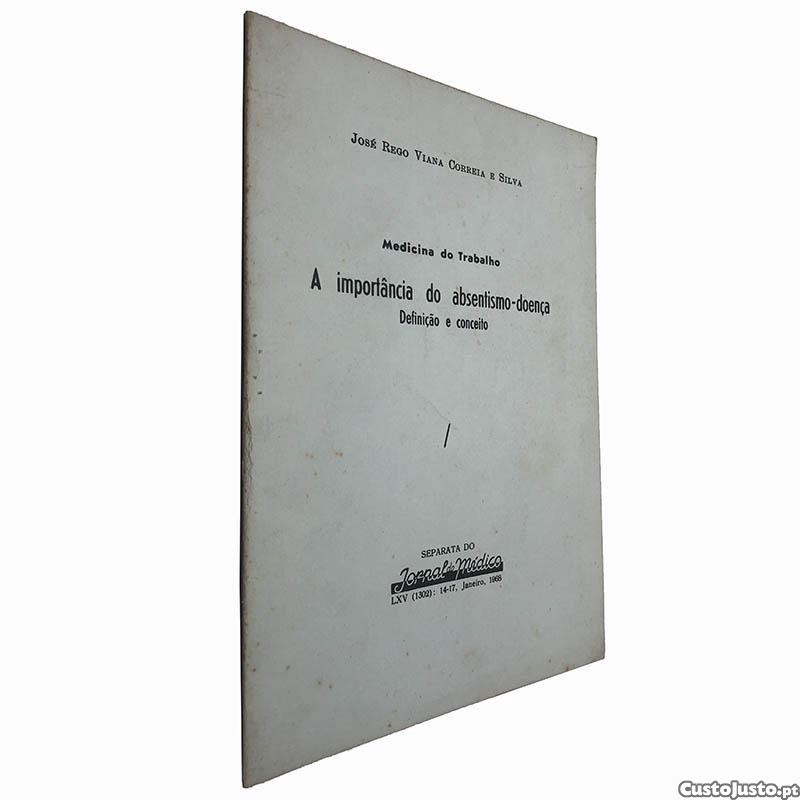 José Rego Viana Correia e Silva
Medicina do Trabalho
A importância do absentismo-doença
Definição e conceito
/
SEPARATA DO
Jornal do Médico
LXV (1302): 14-17, Janeiro, 1968
CustoJusto.pt